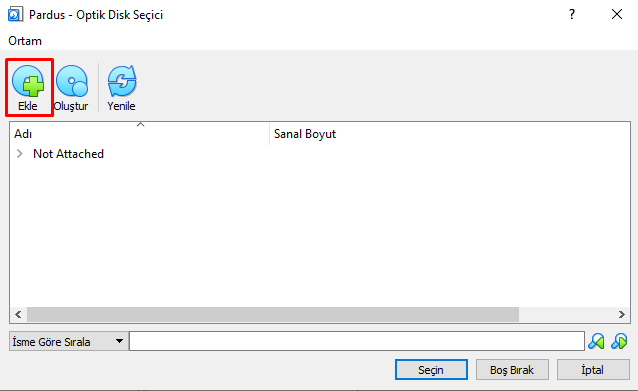 Pardus - Optik Disk Seçici
Ortam
Ekle Oluştur Yenile
Adı Sanal Boyut
Not Attached
İsme Göre Sırala
Seçin Boş Bırak İptal